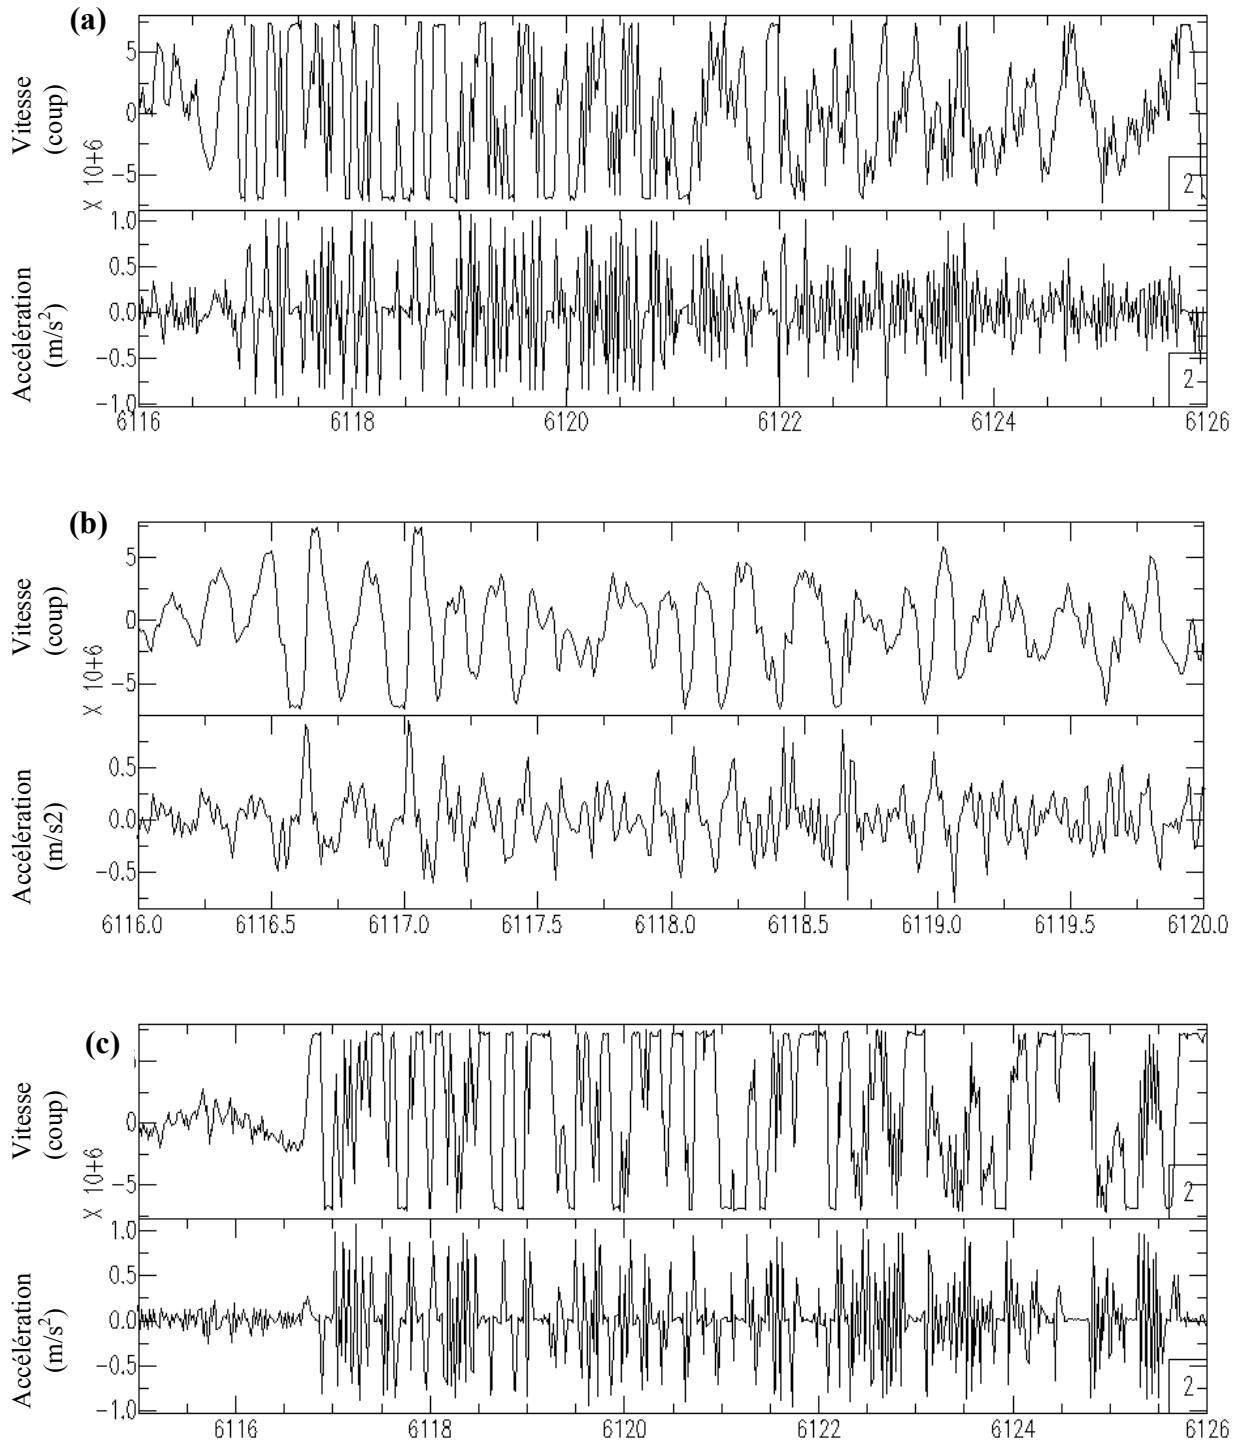 (a)
Vitesse
(coup)
X 10+6
5
0
−5
2
Accélération
(m/s²)
1.0
0.5
0.0
−0.5
−1.0
2
6116 6118 6120 6122 6124 6126
(b)
Vitesse
(coup)
X 10+6
5
0
−5
Accélération
(m/s2)
0.5
0.0
−0.5
6116.0 6116.5 6117.0 6117.5 6118.0 6118.5 6119.0 6119.5 6120.0
(c)
Vitesse
(coup)
X 10+6
0
−5
2
Accélération
(m/s²)
1.0
0.5
0.0
−0.5
−1.0
2
6116 6118 6120 6122 6124 6126